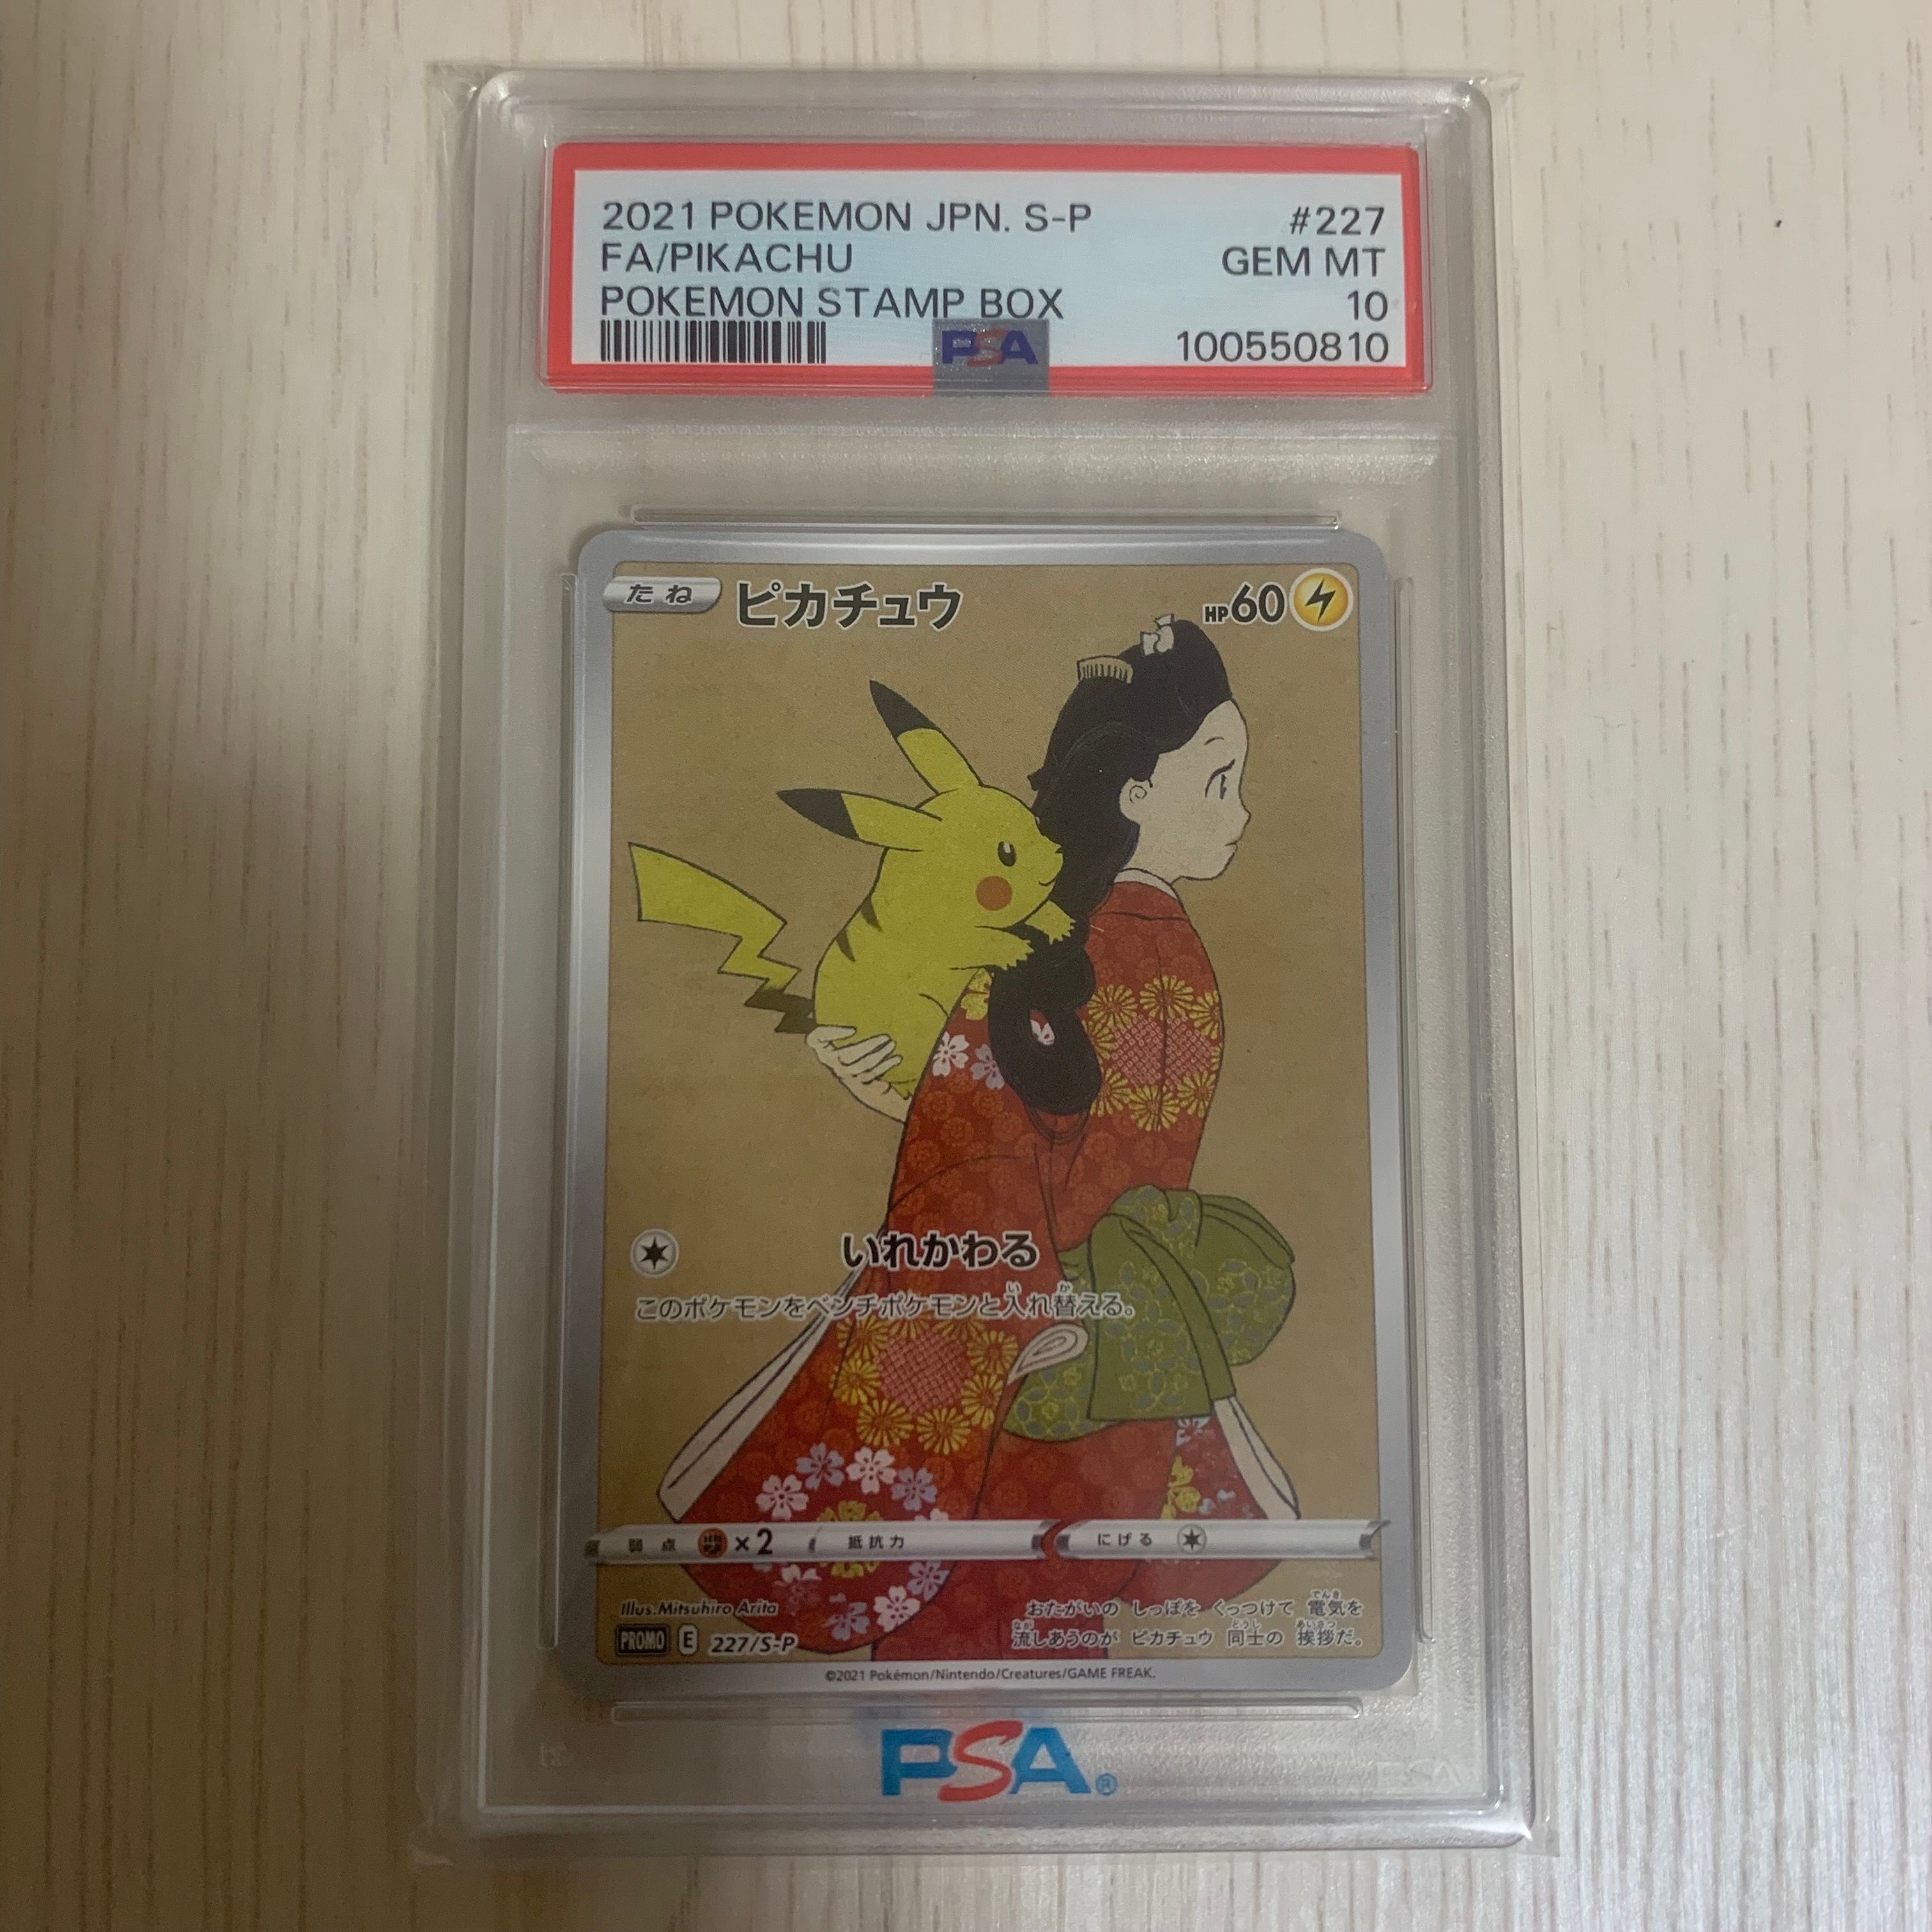 2021 POKEMON JPN. S-P #227
FA/PIKACHU GEM MT
POKEMON STAMP BOX 10
PSA 100550810
たね ピカチュウ HP60
いれかわる
このポケモンをベンチポケモンと入れ替える。
弱点 ×2 抵抗力 にげる
Illus.Mitsuhiro Arita
PROMO E 227/S-P
おたがいの しっぽを くっつけて 電気を
流しあうのが ピカチュウ 同士の 挨拶だ。
©2021 Pokémon/Nintendo/Creatures/GAME FREAK.
PSA®